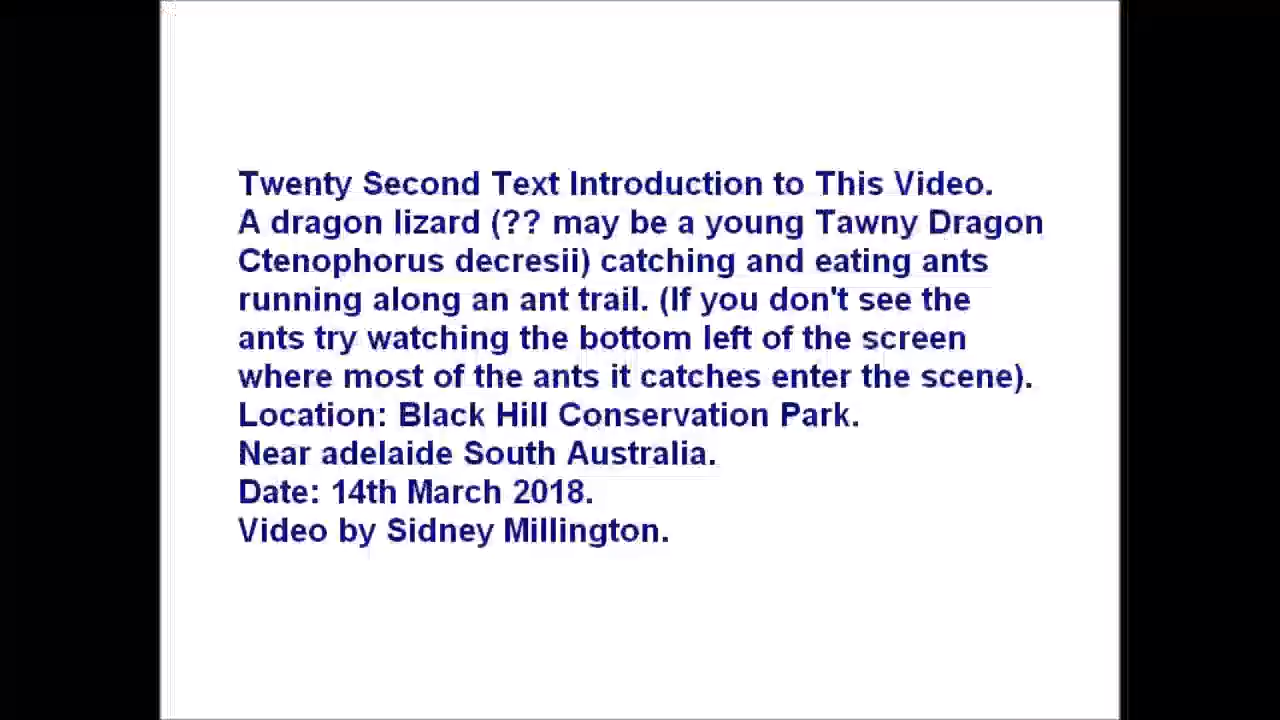 Twenty Second Text Introduction to This Video.
A dragon lizard (?? may be a young Tawny Dragon
Ctenophorus decresii) catching and eating ants
running along an ant trail. (If you don't see the
ants try watching the bottom left of the screen
where most of the ants it catches enter the scene).
Location: Black Hill Conservation Park.
Near adelaide South Australia.
Date: 14th March 2018.
Video by Sidney Millington.